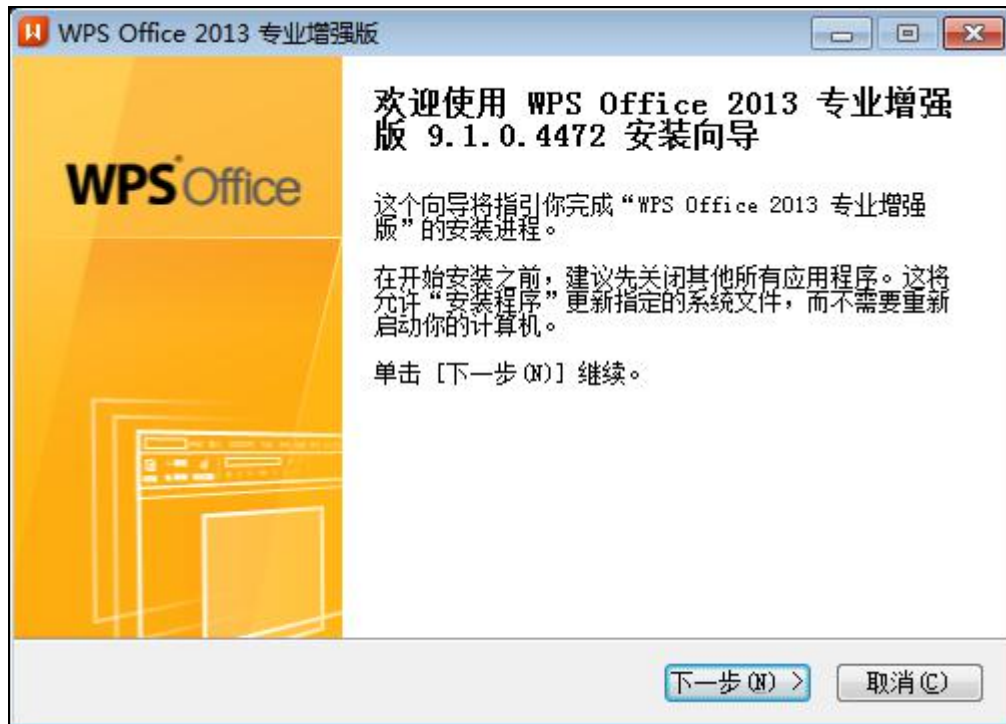 WPS Office 2013 专业增强版
WPS Office
欢迎使用 WPS Office 2013 专业增强
版 9.1.0.4472 安装向导
这个向导将指引你完成“WPS Office 2013 专业增强
版”的安装进程。
在开始安装之前，建议先关闭其他所有应用程序。这将
允许“安装程序”更新指定的系统文件，而不需要重新
启动你的计算机。
单击 [下一步(N)] 继续。
下一步(N) >
取消(C)